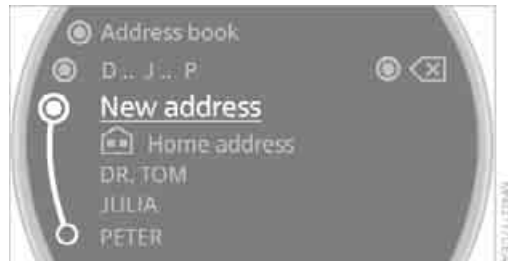 Address book
D .. J .. P
New address
Home address
DR. TOM
JULIA
PETER